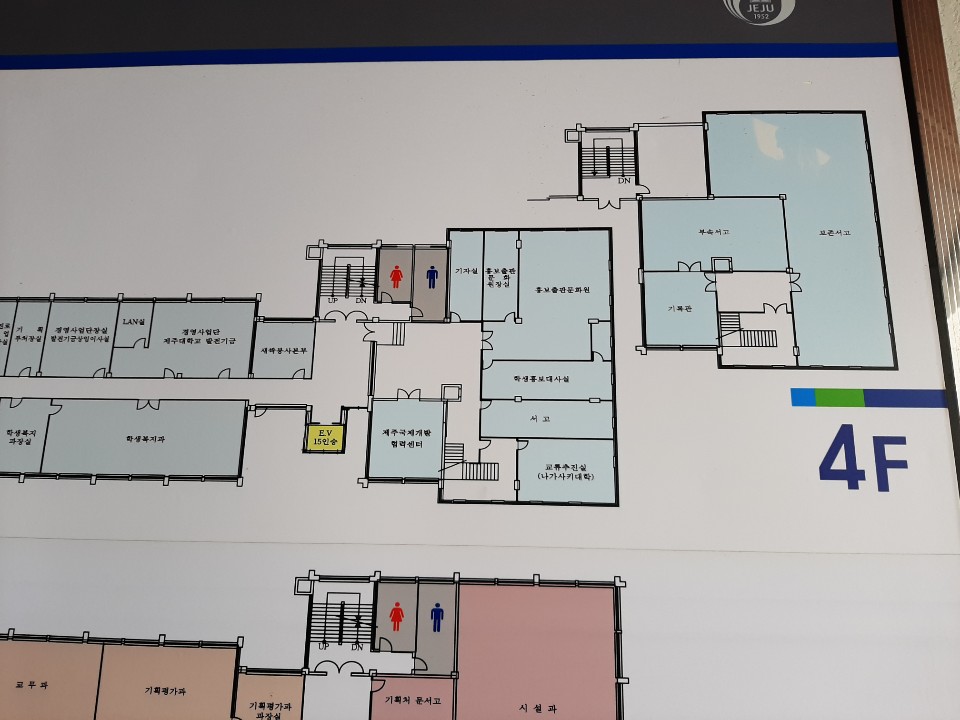 JEJU
1952
DN
부속서고
보존서고
기록관
4F
기자실
홍보출판
문 화
원장실
홍보출판문화원
UP
DN
LAN실
기 획
부처장실
경영사업단장실
발전기금상임이사실
경영사업단
제주대학교 발전기금
새싹봉사본부
학생홍보대사실
서 고
제주국제개발
협력센터
교류추진실
(나가사키대학)
학생복지
과장실
학생복지과
E.V
15인승
UP
DN
교 무 과
기획평가과
기획평가과
과장실
기획처 문서고
시 설 과